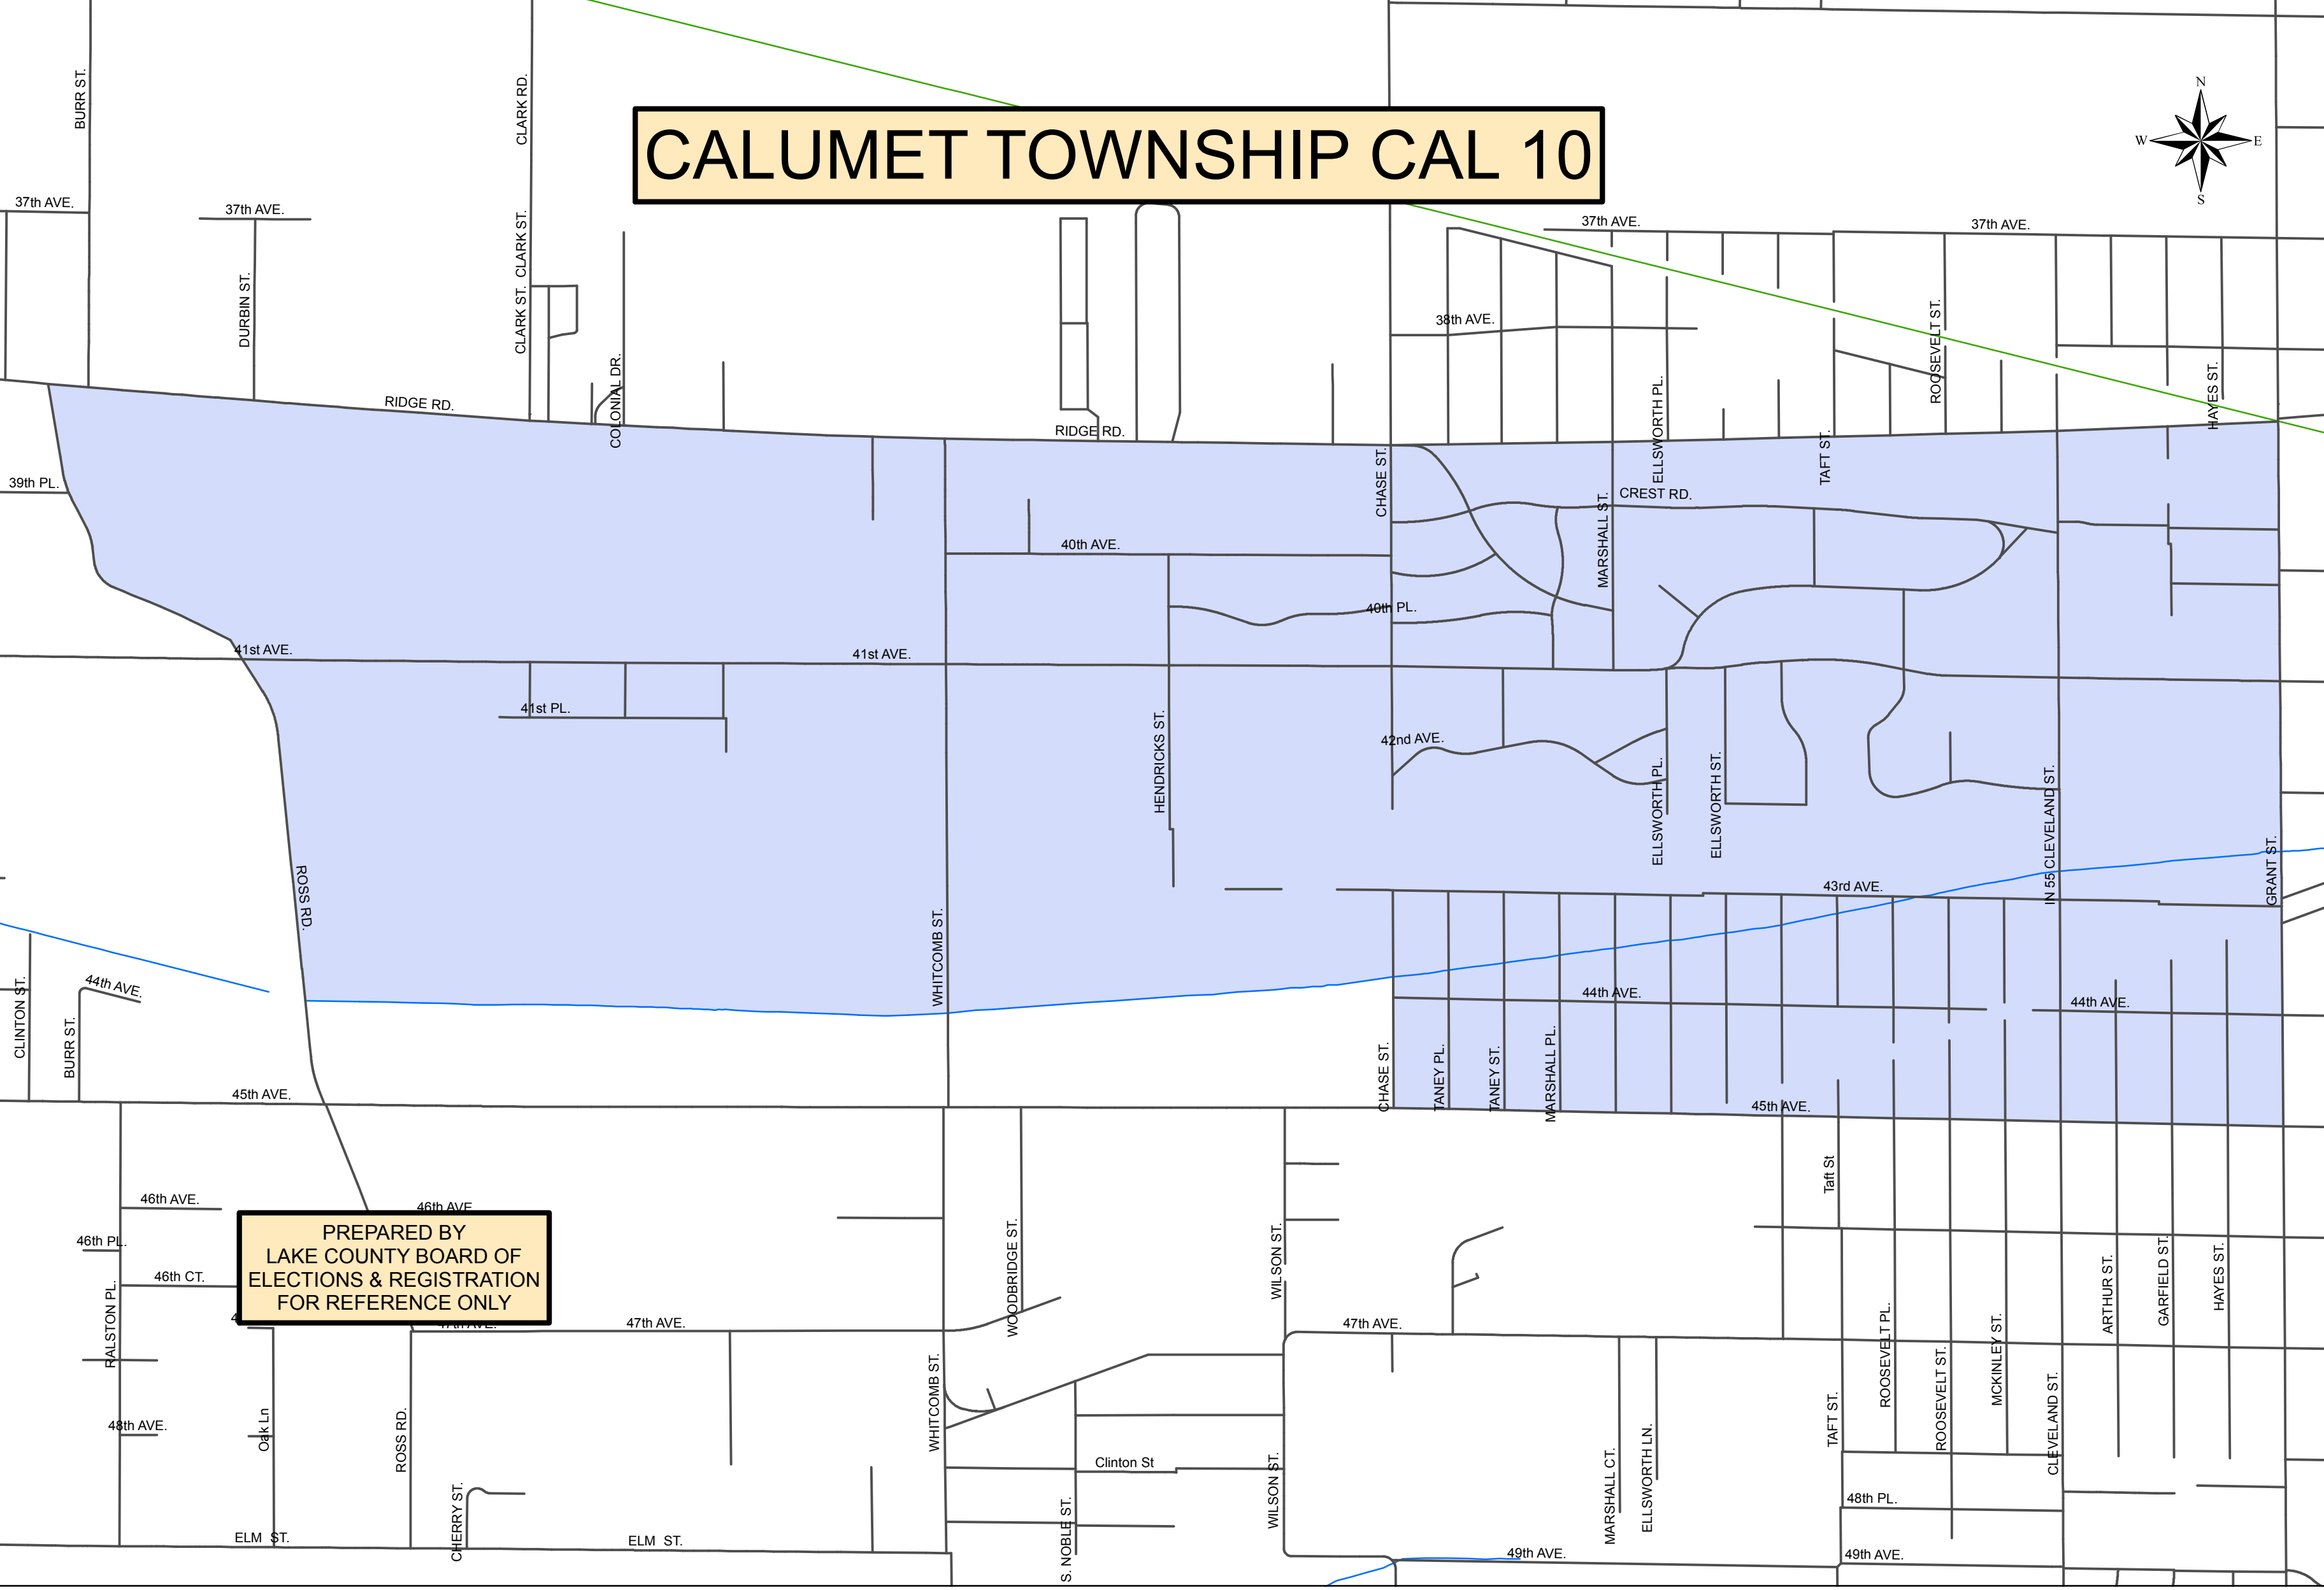 BURR ST.
CLARK RD.
CALUMET TOWNSHIP CAL 10
N
W
E
S
37th AVE.
37th AVE.
37th AVE.
37th AVE.
DURBIN ST.
CLARK ST.
CLARK ST.
COLONIAL DR.
38th AVE.
ROOSEVELT ST.
HAYES ST.
ELLSWORTH PL.
RIDGE RD.
RIDGE RD.
TAFT ST.
39th PL.
CHASE ST.
CREST RD.
MARSHALL ST.
40th AVE.
40th PL.
41st AVE.
41st AVE.
41st PL.
HENDRICKS ST.
42nd AVE.
ELLSWORTH PL.
ELLSWORTH ST.
IN 55 CLEVELAND ST.
GRANT ST.
ROSS RD.
WHITCOMB ST.
43rd AVE.
CLINTON ST.
44th AVE.
BURR ST.
44th AVE.
44th AVE.
CHASE ST.
TANEY PL.
TANEY ST.
MARSHALL PL.
45th AVE.
45th AVE.
Taft St
46th AVE.
46th AVE.
46th PL.
46th CT.
RALSTON PL.
PREPARED BY
LAKE COUNTY BOARD OF
ELECTIONS & REGISTRATION
FOR REFERENCE ONLY
WOODBRIDGE ST.
WILSON ST.
ARTHUR ST.
GARFIELD ST.
HAYES ST.
47th AVE.
47th AVE.
47th AVE.
ROOSEVELT PL.
ROOSEVELT ST.
MCKINLEY ST.
CLEVELAND ST.
TAFT ST.
48th AVE.
Oak Ln
ROSS RD.
WHITCOMB ST.
Clinton St
WILSON ST.
MARSHALL CT.
ELLSWORTH LN.
CHERRY ST.
S. NOBLE ST.
48th PL.
ELM ST.
ELM ST.
49th AVE.
49th AVE.